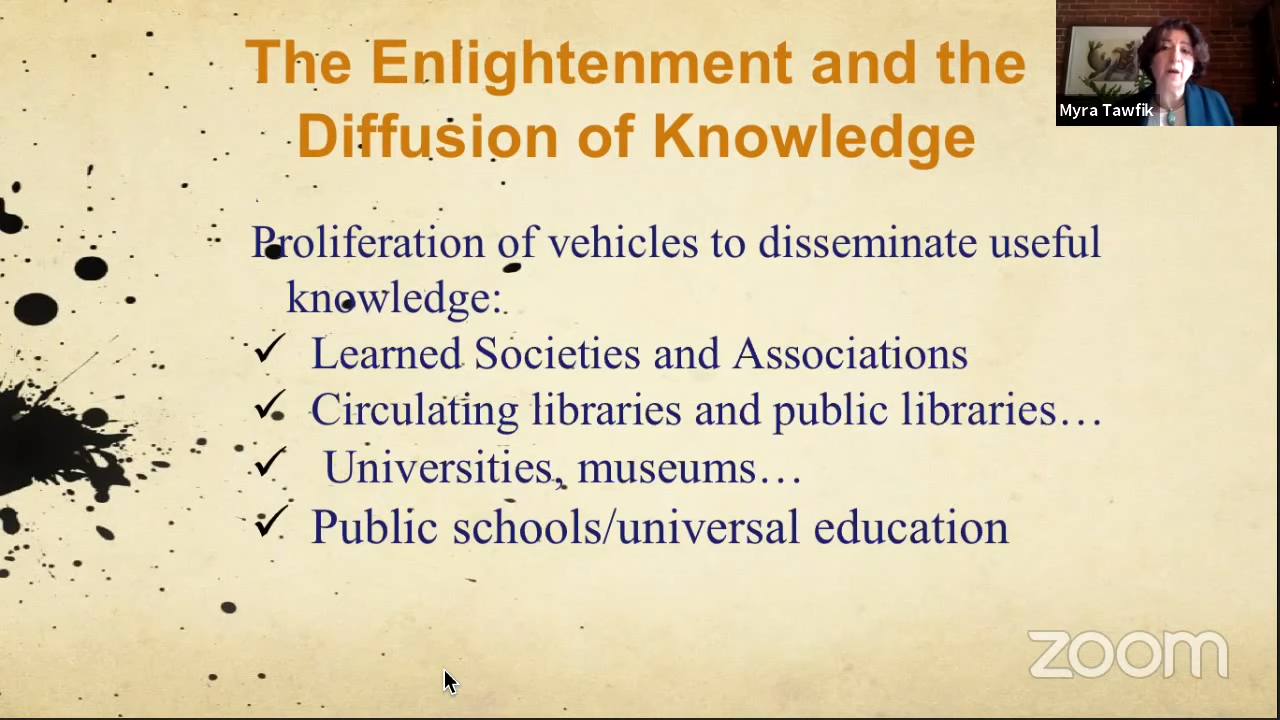 The Enlightenment and the
Diffusion of Knowledge
Myra Tawfik
Proliferation of vehicles to disseminate useful
knowledge:
✓ Learned Societies and Associations
✓ Circulating libraries and public libraries…
✓ Universities, museums…
✓ Public schools/universal education
zoom